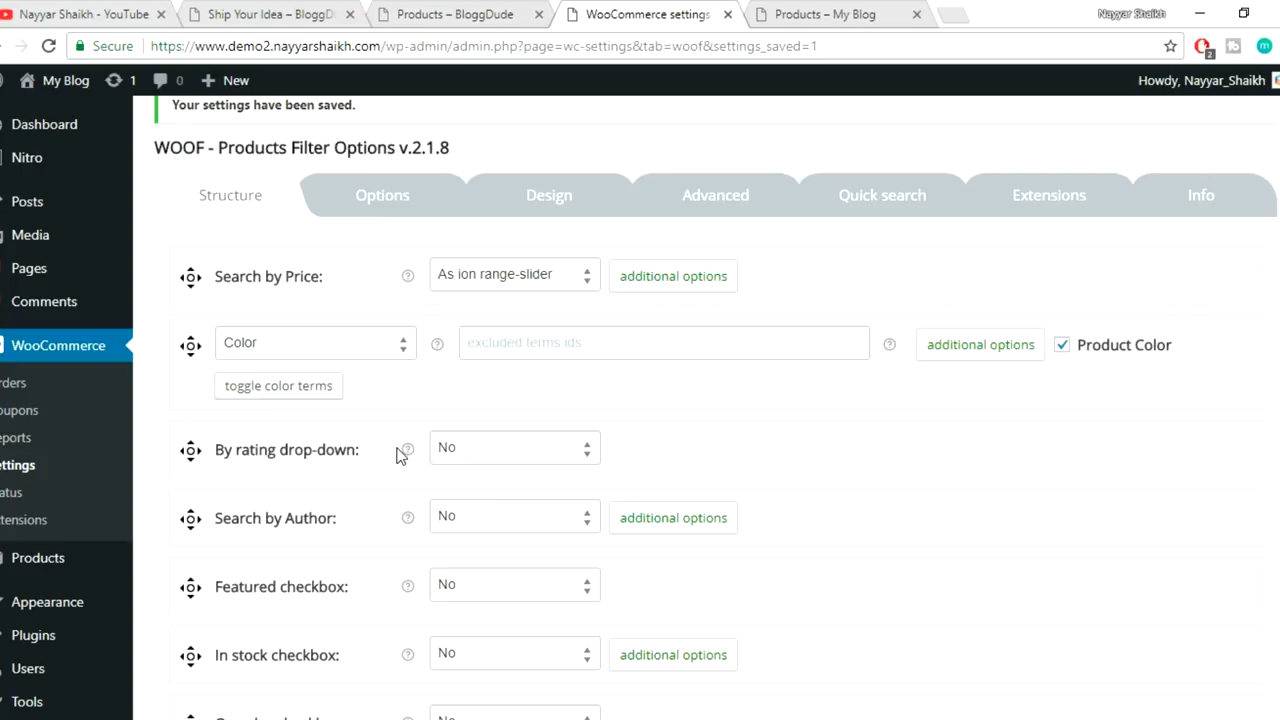 Nayyar Shaikh - YouTube
Ship Your Idea – BloggD
Products – BloggDude
WooCommerce settings
Products – My Blog
Nayyar Shaikh
Secure
https://www.demo2.nayyarshaikh.com/wp-admin/admin.php?page=wc-settings&tab=woof&settings_saved=1
2
m
My Blog
1
0
New
Howdy, Nayyar_Shaikh
Dashboard
Nitro
Posts
Media
Pages
Comments
WooCommerce
rders
oupons
eports
ettings
tatus
tensions
Products
Appearance
Plugins
Users
Tools
Your settings have been saved.
WOOF - Products Filter Options v.2.1.8
Structure
Options
Design
Advanced
Quick search
Extensions
Info
Search by Price:
?
As ion range-slider
additional options
Color
?
excluded terms ids
?
additional options
Product Color
toggle color terms
By rating drop-down:
?
No
Search by Author:
?
No
additional options
Featured checkbox:
?
No
In stock checkbox:
?
No
additional options
No